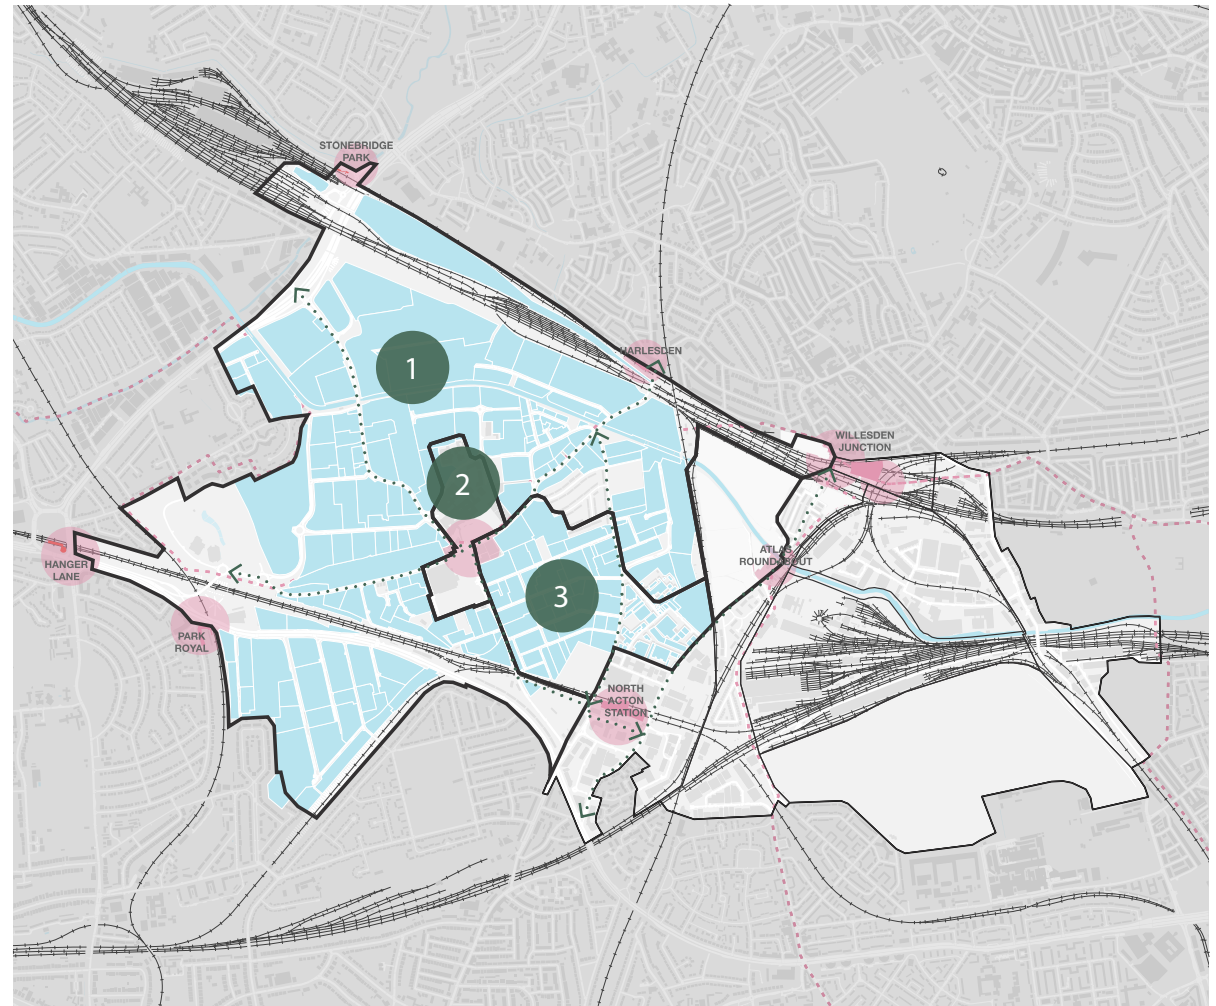 STONEBRIDGE
PARK
1
HARLESDEN
WILLESDEN
JUNCTION
2
HANGER
LANE
ATLAS
ROUNDABOUT
3
PARK
ROYAL
NORTH
ACTON
STATION